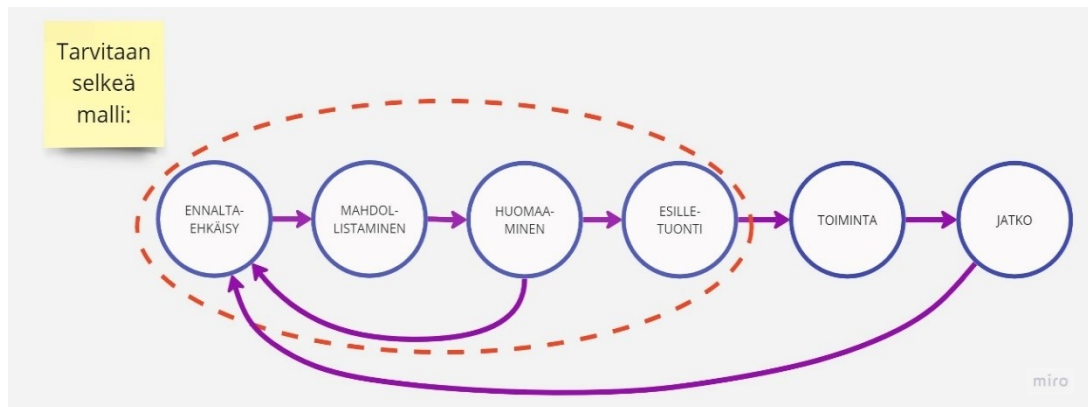 Tarvitaan
selkeä
malli:
ENNALTA-
EHKÄISY
MAHDOL-
LISTAMINEN
HUOMAA-
MINEN
ESILLE-
TUONTI
TOIMINTA
JATKO
miro